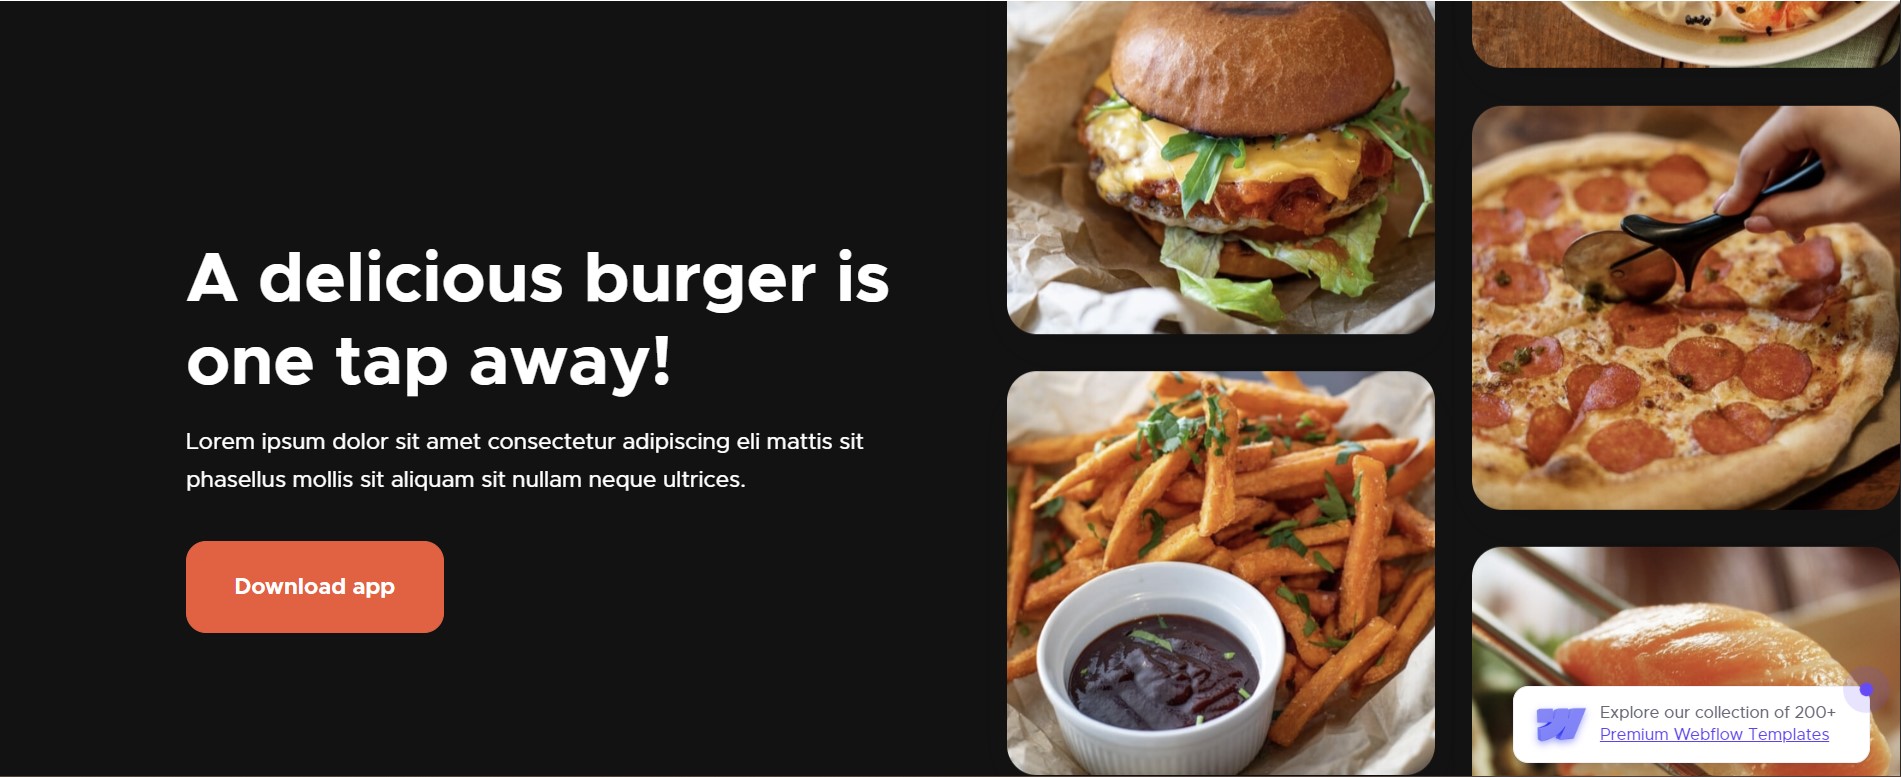 A delicious burger is
one tap away!
Lorem ipsum dolor sit amet consectetur adipiscing eli mattis sit
phasellus mollis sit aliquam sit nullam neque ultrices.
Download app
Explore our collection of 200+
Premium Webflow Templates